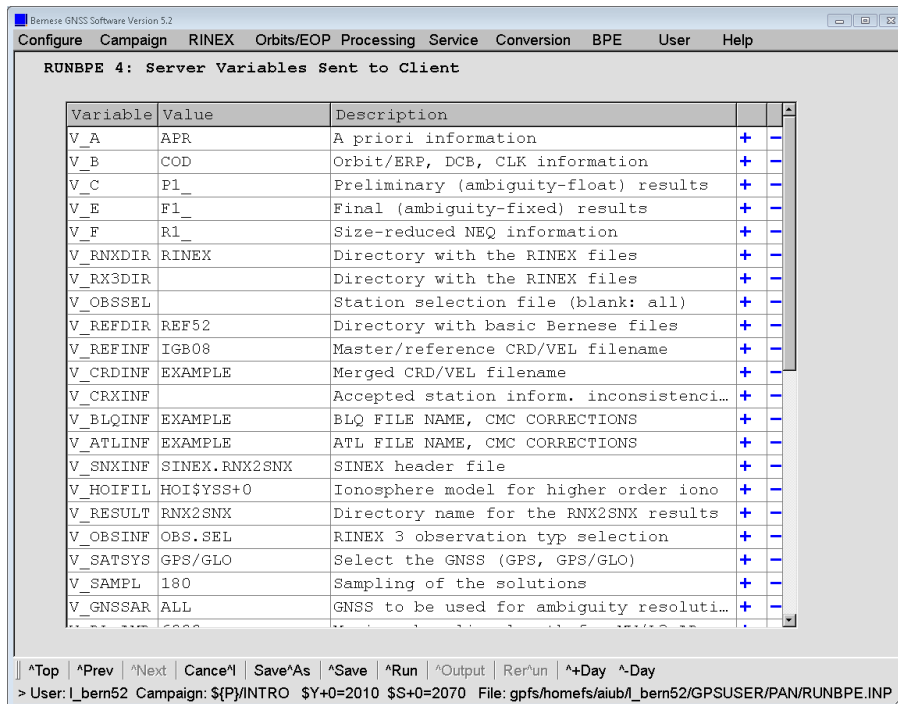 Bernese GNSS Software Version 5.2
Configure Campaign RINEX Orbits/EOP Processing Service Conversion BPE User Help
RUNBPE 4: Server Variables Sent to Client
Variable Value Description
V_A APR A priori information + −
V_B COD Orbit/ERP, DCB, CLK information + −
V_C P1_ Preliminary (ambiguity-float) results + −
V_E F1_ Final (ambiguity-fixed) results + −
V_F R1_ Size-reduced NEQ information + −
V_RNXDIR RINEX Directory with the RINEX files + −
V_RX3DIR Directory with the RINEX files + −
V_OBSSEL Station selection file (blank: all) + −
V_REFDIR REF52 Directory with basic Bernese files + −
V_REFINF IGB08 Master/reference CRD/VEL filename + −
V_CRDINF EXAMPLE Merged CRD/VEL filename + −
V_CRXINF Accepted station inform. inconsistenci… + −
V_BLQINF EXAMPLE BLQ FILE NAME, CMC CORRECTIONS + −
V_ATLINF EXAMPLE ATL FILE NAME, CMC CORRECTIONS + −
V_SNXINF SINEX.RNX2SNX SINEX header file + −
V_HOIFIL HOI$YSS+0 Ionosphere model for higher order iono + −
V_RESULT RNX2SNX Directory name for the RNX2SNX results + −
V_OBSINF OBS.SEL RINEX 3 observation typ selection + −
V_SATSYS GPS/GLO Select the GNSS (GPS, GPS/GLO) + −
V_SAMPL 180 Sampling of the solutions + −
V_GNSSAR ALL GNSS to be used for ambiguity resoluti… + −
^Top ^Prev ^Next Cance^l Save^As ^Save ^Run ^Output Rer^un ^+Day ^-Day
> User: l_bern52 Campaign: ${P}/INTRO $Y+0=2010 $S+0=2070 File: gpfs/homefs/aiub/l_bern52/GPSUSER/PAN/RUNBPE.INP